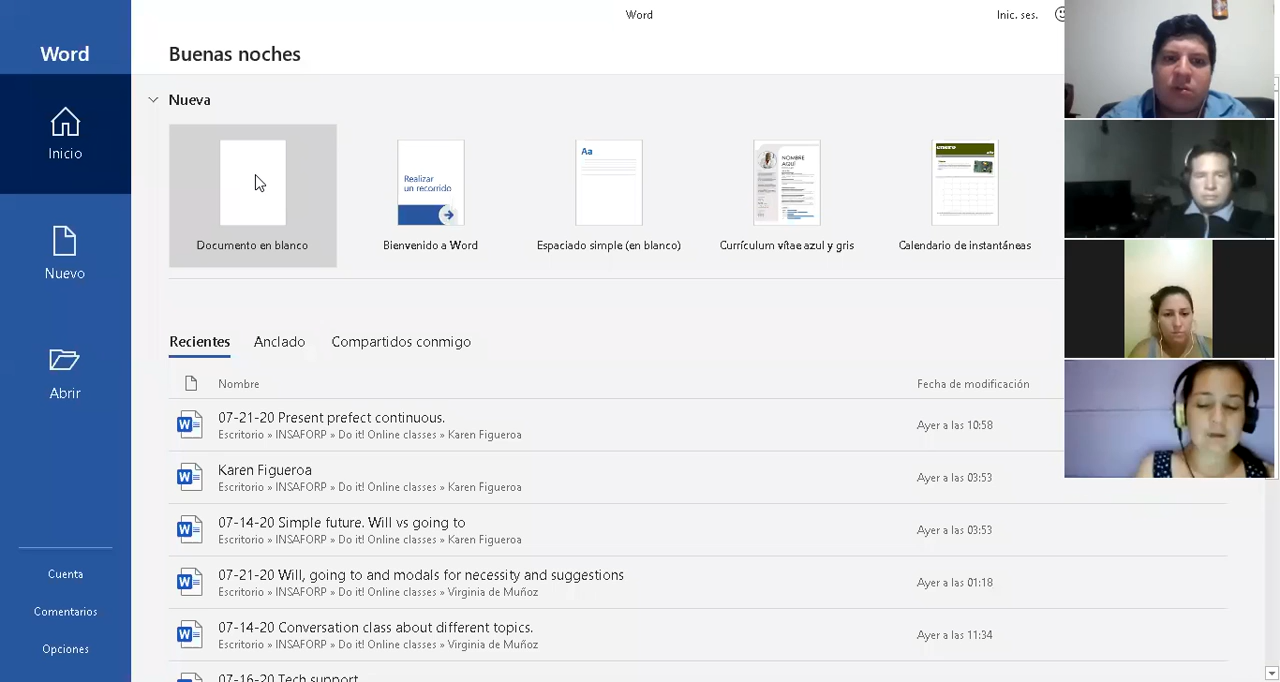 Word
Inic. ses.
Word
Buenas noches
Nueva
Inicio
Nuevo
Abrir
Cuenta
Comentarios
Opciones
Realizar
un recorrido
Aa
NOMBRE
AQUÍ
Documento en blanco
Bienvenido a Word
Espaciado simple (en blanco)
Currículum vítae azul y gris
Calendario de instantáneas
Recientes
Anclado
Compartidos conmigo
Nombre
Fecha de modificación
07-21-20 Present prefect continuous.
Escritorio » INSAFORP » Do it! Online classes » Karen Figueroa
Ayer a las 10:58
Karen Figueroa
Escritorio » INSAFORP » Do it! Online classes » Karen Figueroa
Ayer a las 03:53
07-14-20 Simple future. Will vs going to
Escritorio » INSAFORP » Do it! Online classes » Karen Figueroa
Ayer a las 03:53
07-21-20 Will, going to and modals for necessity and suggestions
Escritorio » INSAFORP » Do it! Online classes » Virginia de Muñoz
Ayer a las 01:18
07-14-20 Conversation class about different topics.
Escritorio » INSAFORP » Do it! Online classes » Virginia de Muñoz
Ayer a las 11:34
07-16-20 Tech support